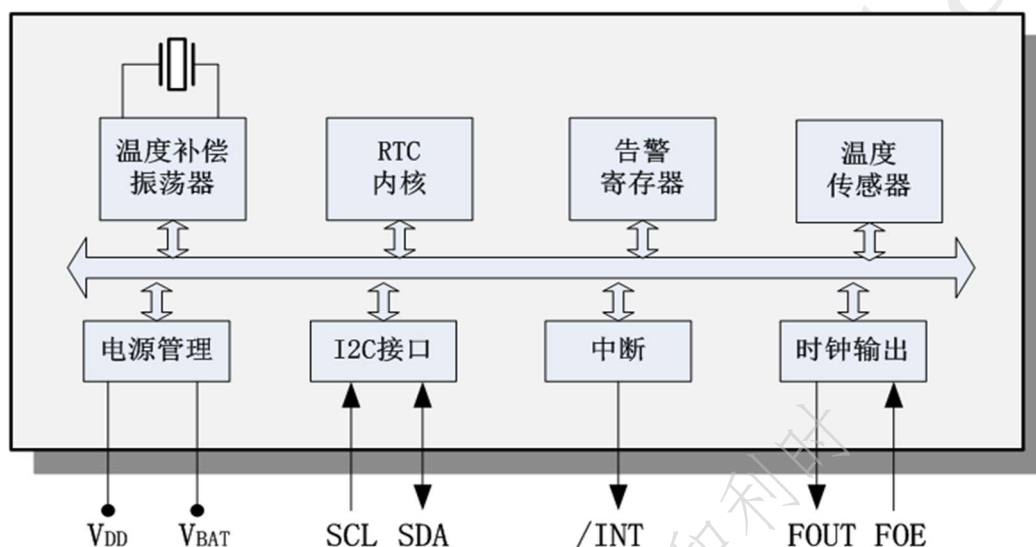 温度补偿
振荡器
RTC
内核
告警
寄存器
温度
传感器
电源管理
I2C接口
中断
时钟输出
VDD
VBAT
SCL
SDA
/INT
FOUT
FOE
利时